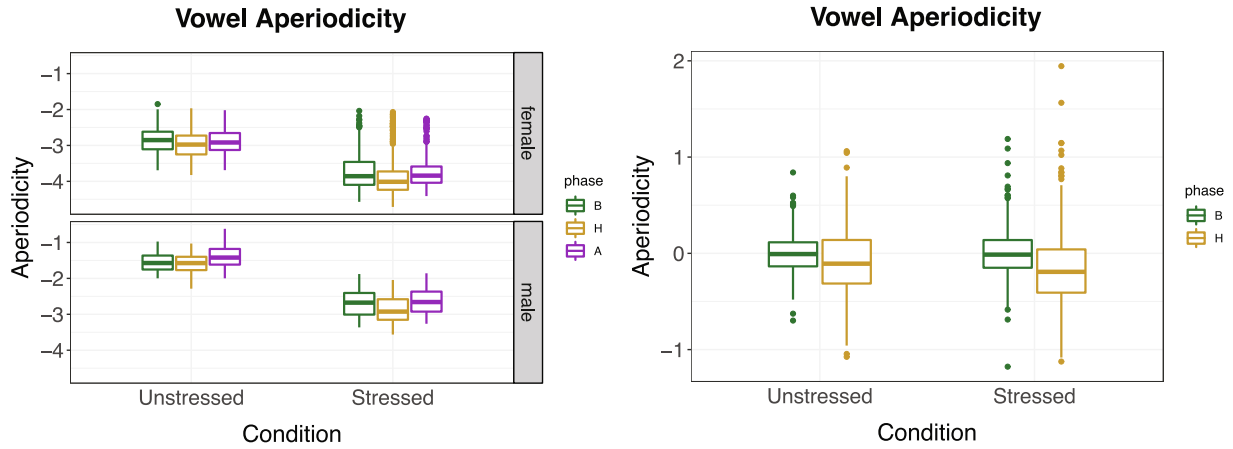 Vowel Aperiodicity
−1
−2
−3
−4
female
−1
−2
−3
−4
male
Aperiodicity
Unstressed Stressed
Condition
phase
B
H
A
Vowel Aperiodicity
2
1
0
−1
Aperiodicity
Unstressed Stressed
Condition
phase
B
H